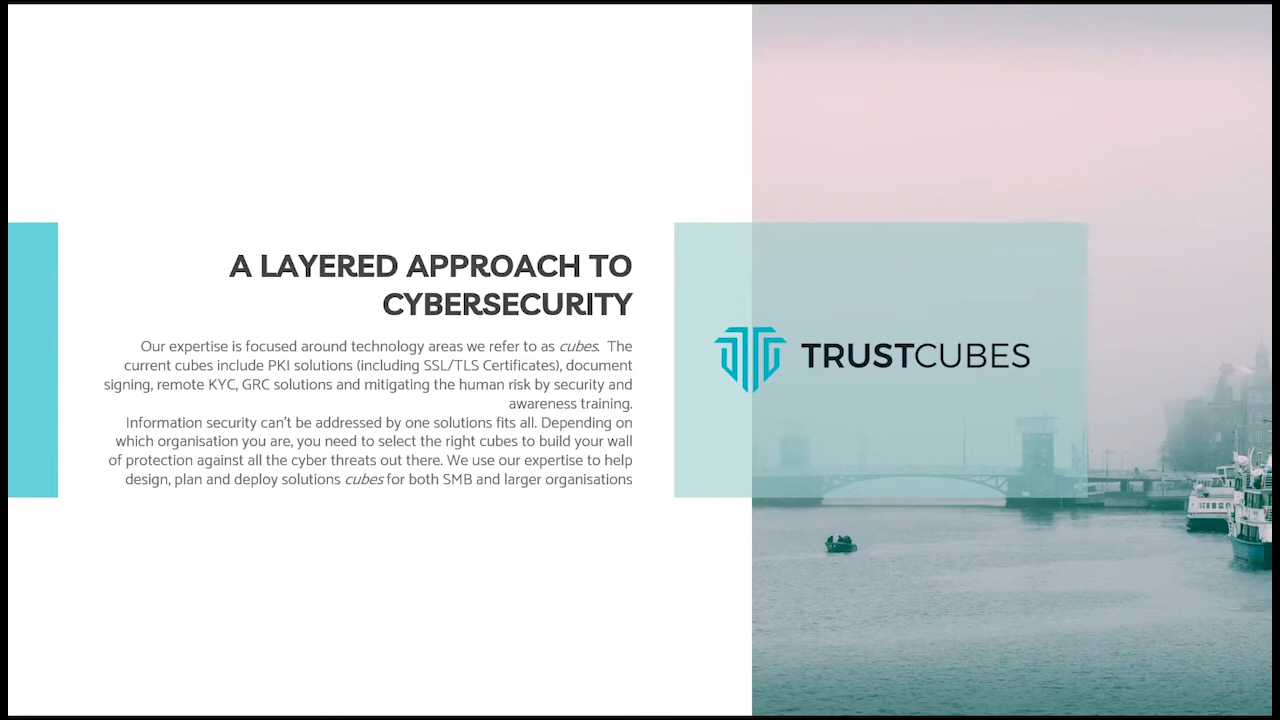 A LAYERED APPROACH TO
CYBERSECURITY
Our expertise is focused around technology areas we refer to as cubes.  The
current cubes include PKI solutions (including SSL/TLS Certificates), document
signing, remote KYC, GRC solutions and mitigating the human risk by security and
awareness training.
Information security can't be addressed by one solutions fits all. Depending on
which organisation you are, you need to select the right cubes to build your wall
of protection against all the cyber threats out there. We use our expertise to help
design, plan and deploy solutions cubes for both SMB and larger organisations
TRUSTCUBES